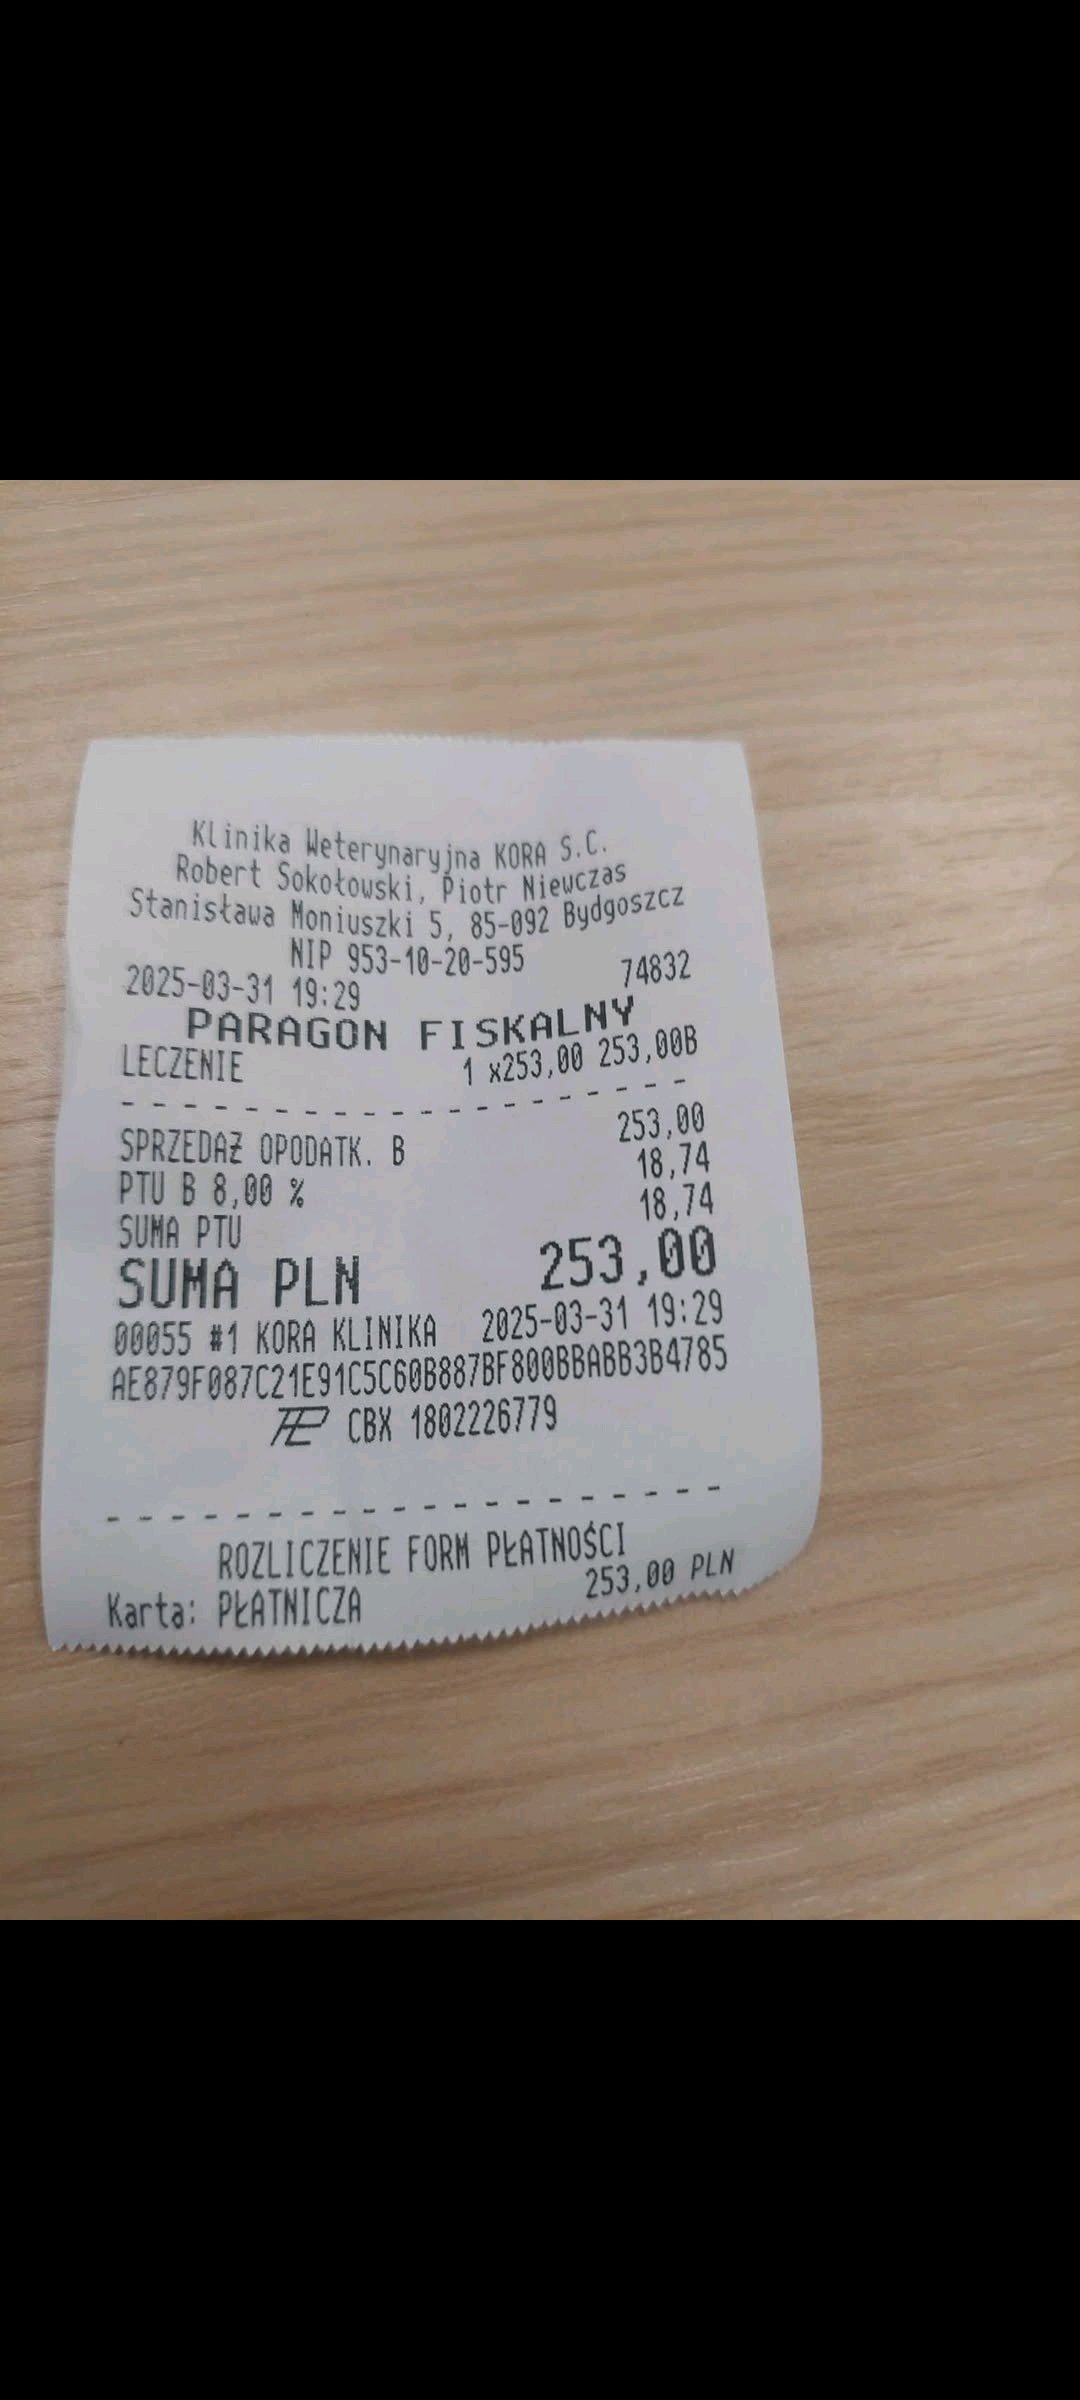 Klinika Weterynaryjna KORA S.C.
Robert Sokołowski, Piotr Niewczas
Stanisława Moniuszki 5, 85-092 Bydgoszcz
NIP 953-10-20-595
2025-03-31 19:29 74832
PARAGON FISKALNY
LECZENIE 1 x253,00 253,00B
SPRZEDAŻ OPODATK. B 253,00
PTU B 8,00 % 18,74
SUMA PTU 18,74
SUMA PLN 253,00
00055 #1 KORA KLINIKA 2025-03-31 19:29
AE879F087C21E91C5C60B887BF800BBABB3B4785
CBX 1802226779
ROZLICZENIE FORM PŁATNOŚCI
Karta: PŁATNICZA 253,00 PLN